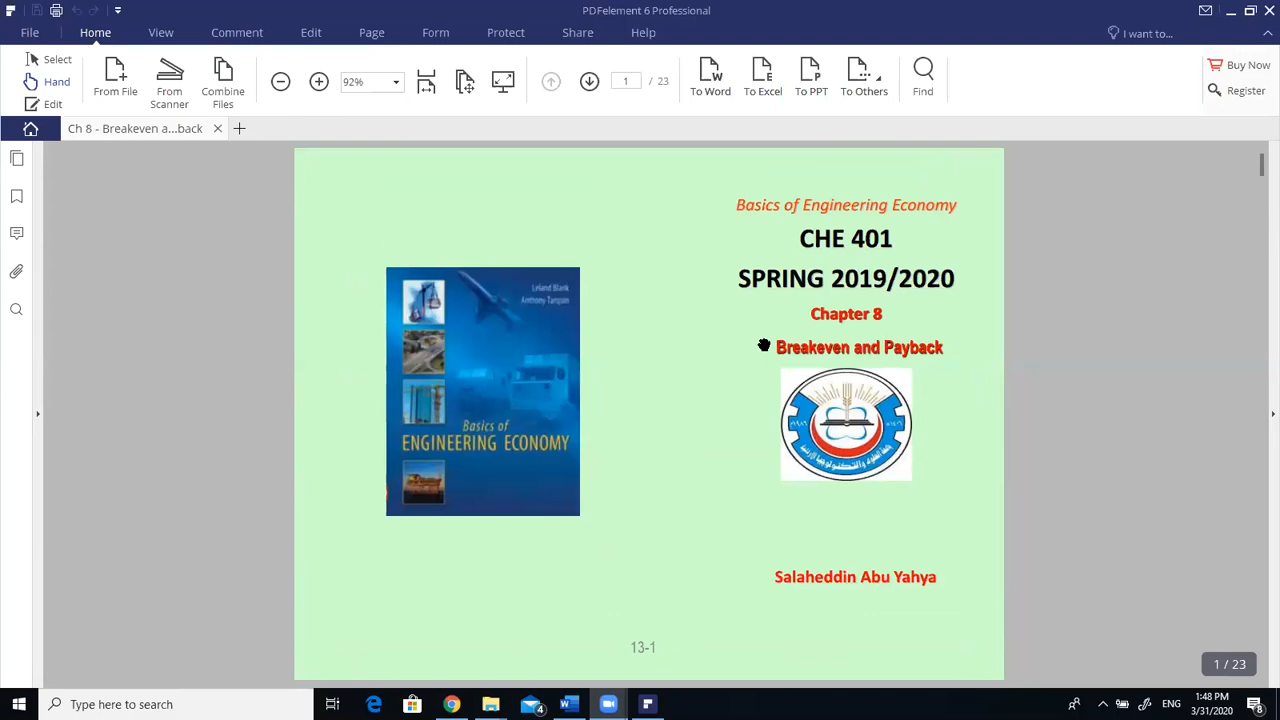 PDFelement 6 Professional
File Home View Comment Edit Page Form Protect Share Help I want to...
Select
Hand
Edit
From File
From Scanner
Combine Files
92%
1 / 23
To Word
To Excel
To PPT
To Others
Find
Buy Now
Register
Ch 8 - Breakeven a...back
Basics of Engineering Economy
CHE 401
SPRING 2019/2020
Chapter 8
Breakeven and Payback
Leland Blank
Anthony Tarquin
Basics of
ENGINEERING ECONOMY
Salaheddin Abu Yahya
13-1
1 / 23
Type here to search
4
ENG
1:48 PM
3/31/2020
8